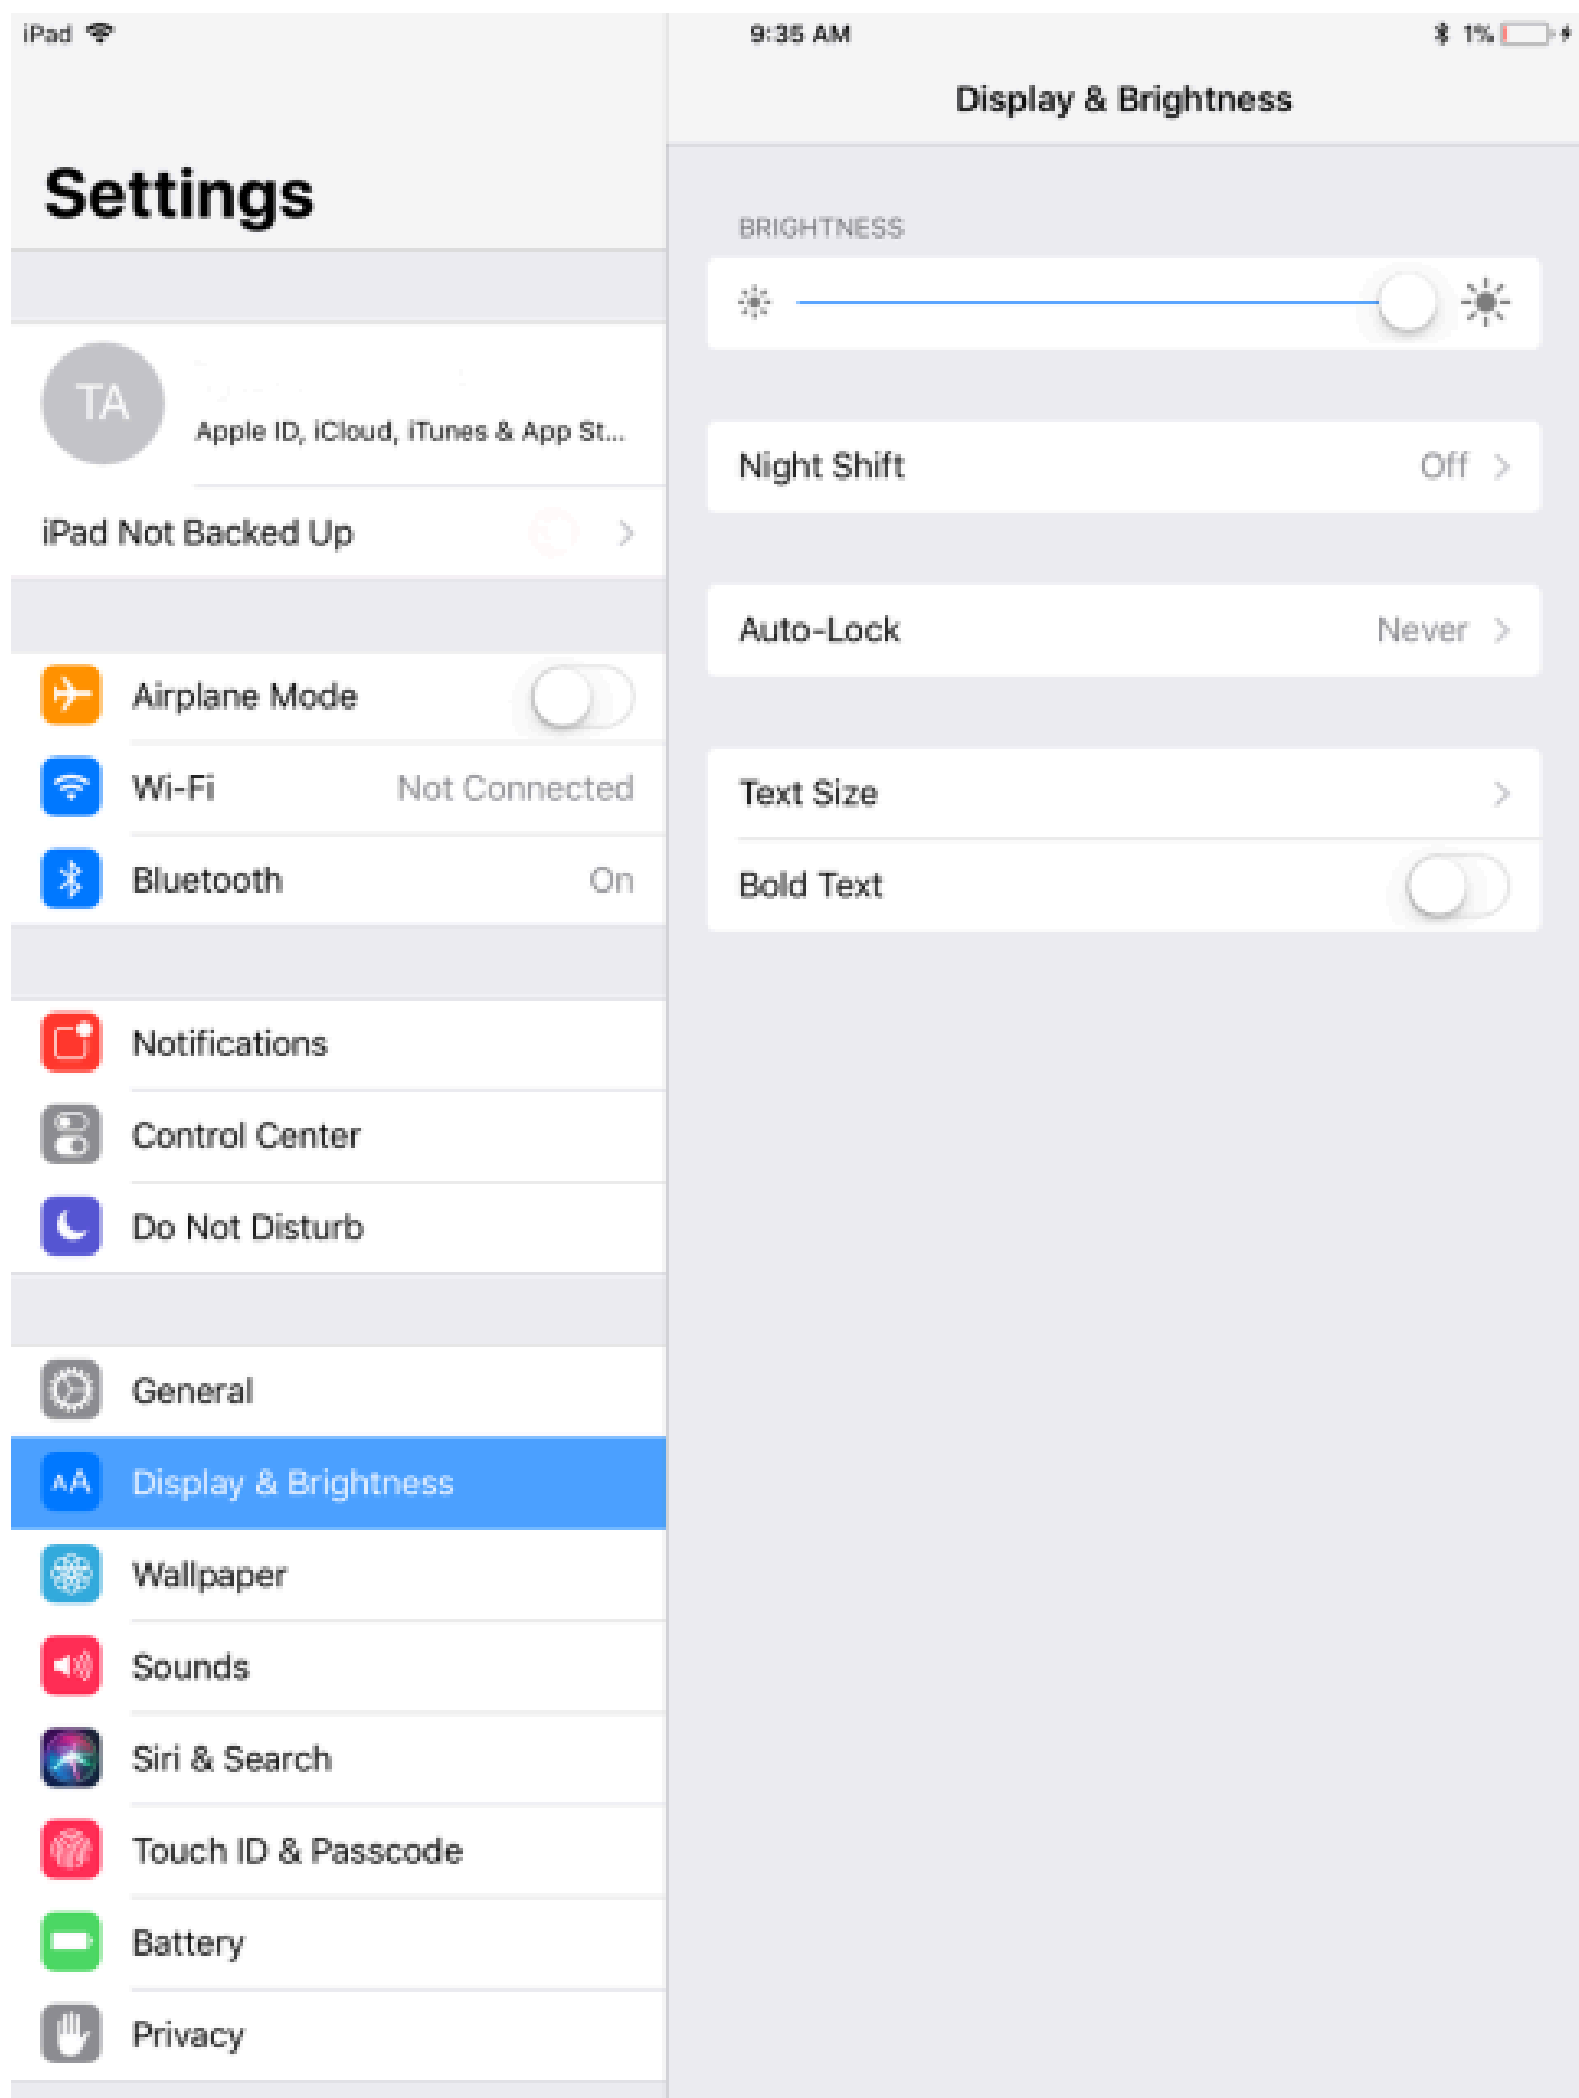 iPad
9:35 AM
1%
Settings
Display & Brightness
TA
Apple ID, iCloud, iTunes & App St...
iPad Not Backed Up
Airplane Mode
Wi-Fi Not Connected
Bluetooth On
Notifications
Control Center
Do Not Disturb
General
AA Display & Brightness
Wallpaper
Sounds
Siri & Search
Touch ID & Passcode
Battery
Privacy
BRIGHTNESS
Night Shift Off
Auto-Lock Never
Text Size
Bold Text